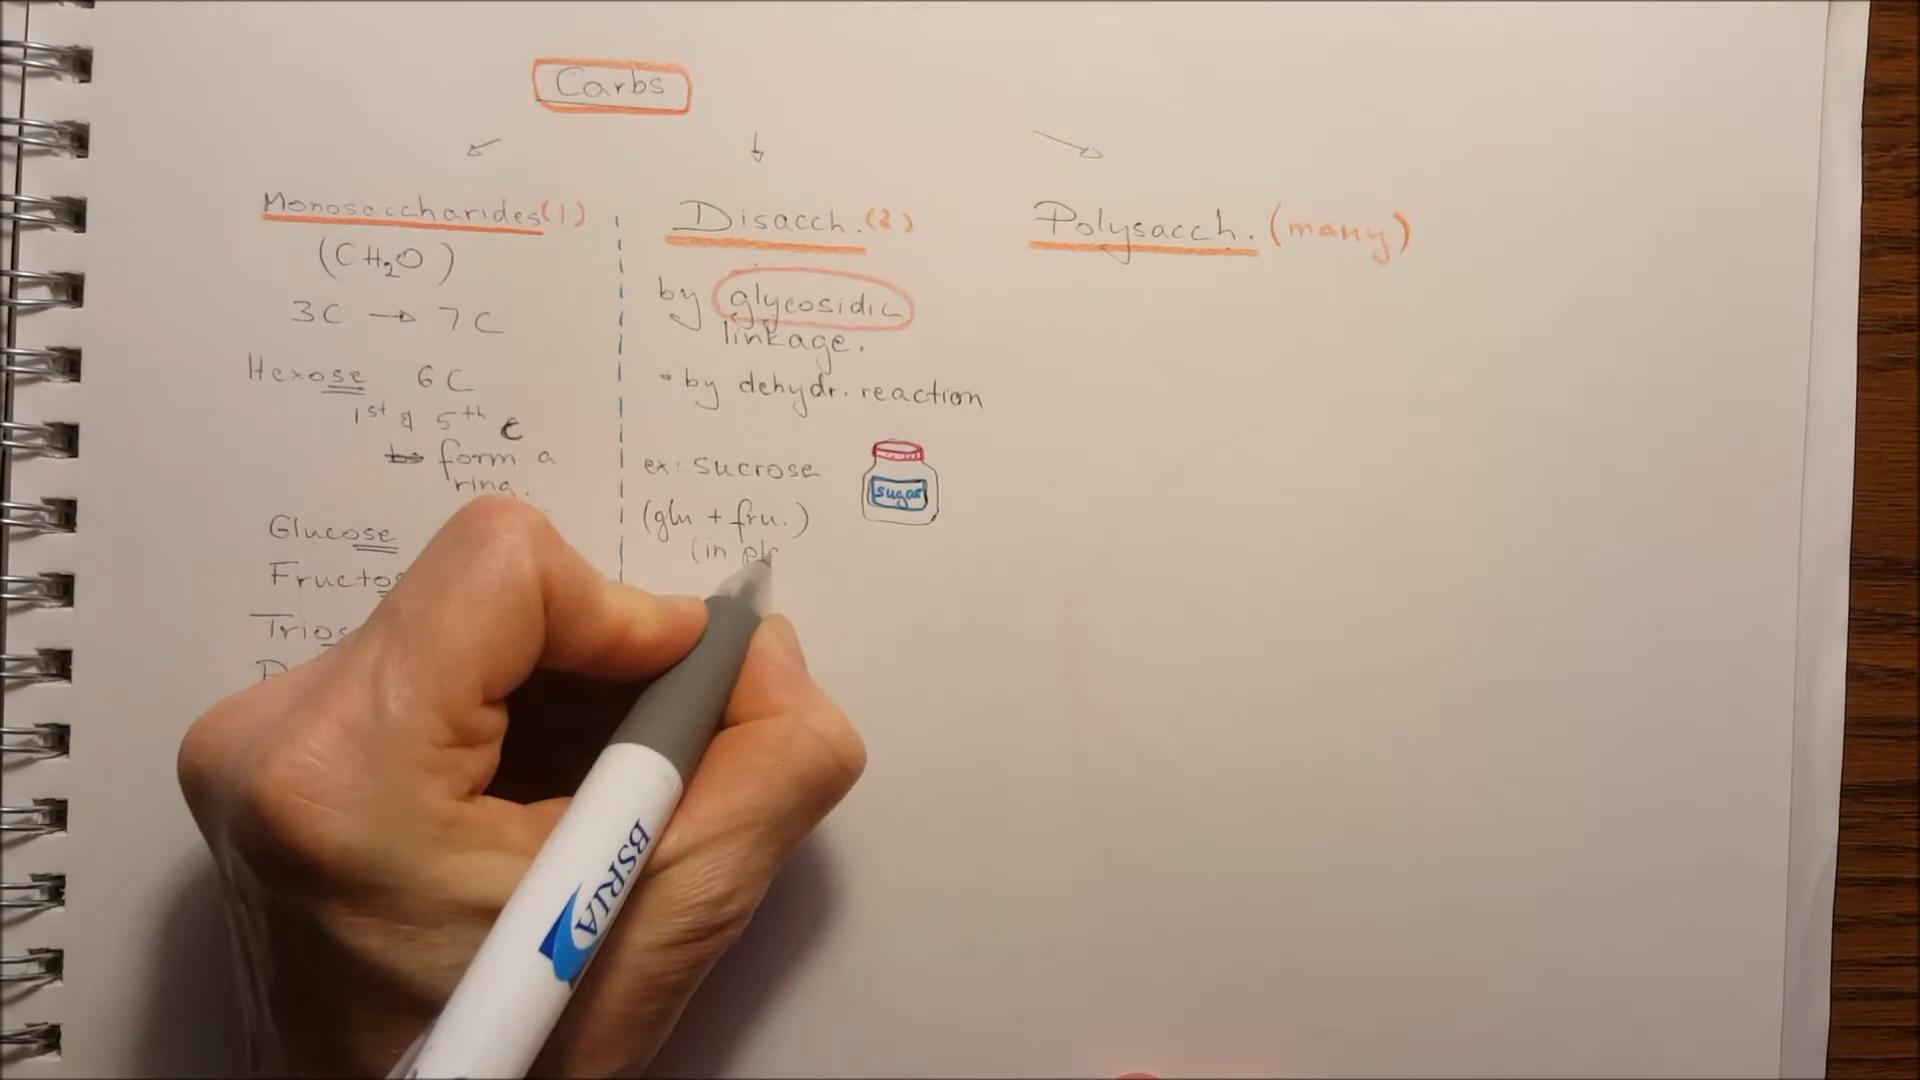 Carbs
Monosaccharides (1)
(CH₂O)
3C → 7C
Hexose 6C
1st & 5th C
form a
ring.
Glucose
Disacch. (2)
by glycosidic
linkage.
• by dehydr. reaction
ex: sucrose
(glu + fru.)
(in
sugar
Polysacch. (many)
BSRIA